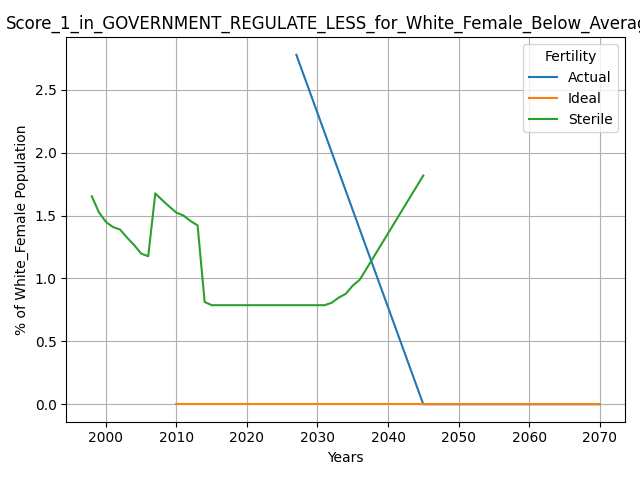 Score_1_in_GOVERNMENT_REGULATE_LESS_for_White_Female_Below_Averag
Fertility
Actual
Ideal
Sterile
% of White_Female Population
2.5
2.0
1.5
1.0
0.5
0.0
2000 2010 2020 2030 2040 2050 2060 2070
Years